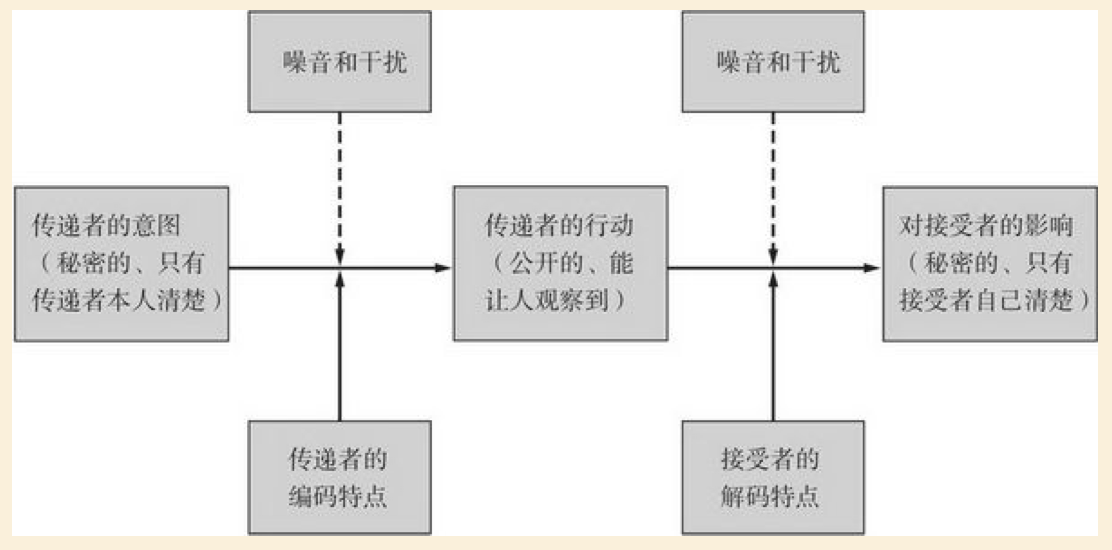 噪音和干扰
噪音和干扰
传递者的意图
（秘密的、只有
传递者本人清楚）
传递者的行动
（公开的、能
让人观察到）
对接受者的影响
（秘密的、只有
接受者自己清楚）
传递者的
编码特点
接受者的
解码特点